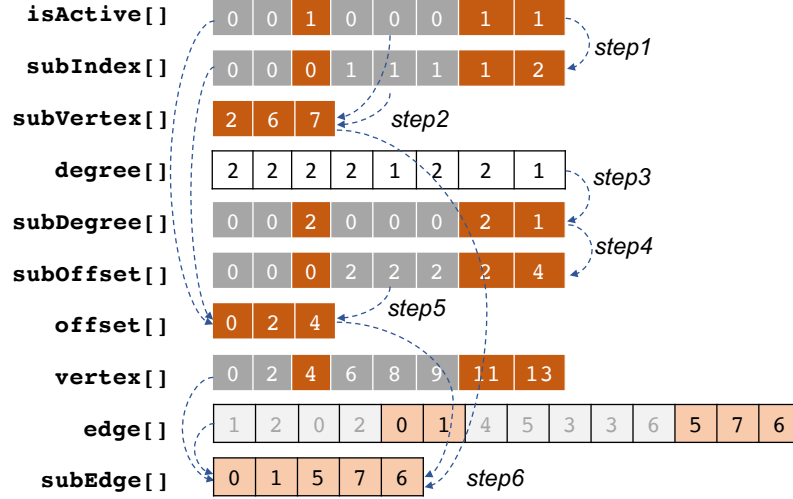 isActive[] 0 0 1 0 0 0 1 1
step1
subIndex[] 0 0 0 1 1 1 1 2
subVertex[] 2 6 7
step2
degree[] 2 2 2 2 1 2 2 1
step3
subDegree[] 0 0 2 0 0 0 2 1
step4
subOffset[] 0 0 0 2 2 2 2 4
step5
offset[] 0 2 4
vertex[] 0 2 4 6 8 9 11 13
edge[] 1 2 0 2 0 1 4 5 3 3 6 5 7 6
subEdge[] 0 1 5 7 6
step6